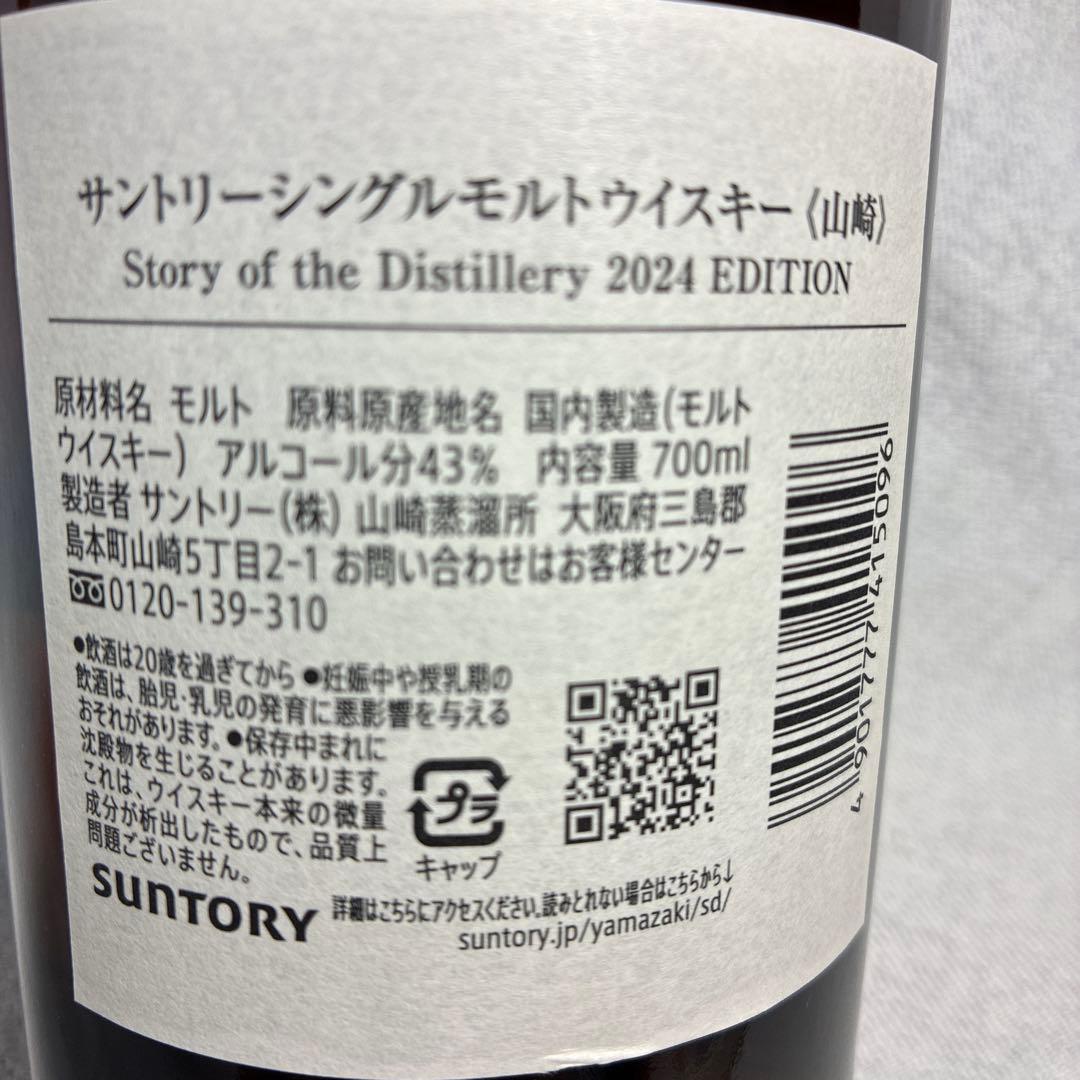 サントリーシングルモルトウイスキー《山崎》
Story of the Distillery 2024 EDITION
原材料名 モルト 原料原産地名 国内製造(モルト
ウイスキー) アルコール分43% 内容量 700ml
製造者 サントリー(株) 山崎蒸溜所 大阪府三島郡
島本町山崎5丁目2-1 お問い合わせはお客様センター
0120-139-310
●飲酒は20歳を過ぎてから ●妊娠中や授乳期の
飲酒は、胎児・乳児の発育に悪影響を与える
おそれがあります。●保存中まれに
沈殿物を生じることがあります。
これは、ウイスキー本来の微量
成分が析出したもので、品質上
問題ございません。
プラ
キャップ
SUNTORY
詳細はこちらにアクセスください。読みとれない場合はこちらから↓
suntory.jp/yamazaki/sd/
4901777415096